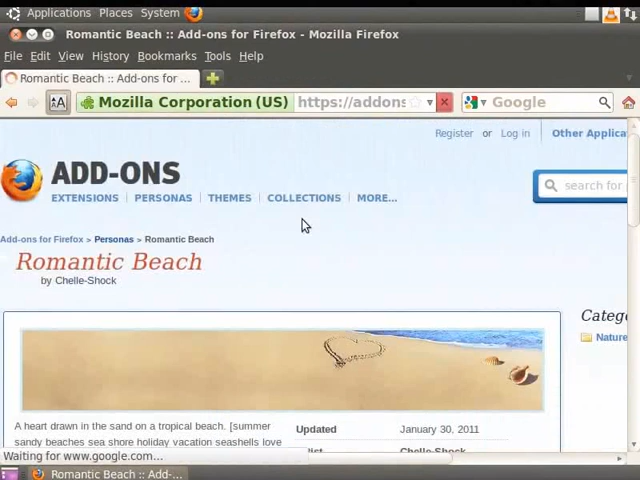 Applications Places System
Romantic Beach :: Add-ons for Firefox - Mozilla Firefox
File Edit View History Bookmarks Tools Help
Romantic Beach :: Add-ons for ...
Mozilla Corporation (US) https://addons Google
Register or Log in Other Applica
ADD-ONS
EXTENSIONS PERSONAS THEMES COLLECTIONS MORE...
search for
Add-ons for Firefox > Personas > Romantic Beach
Romantic Beach
by Chelle-Shock
Catego
Nature
A heart drawn in the sand on a tropical beach. [summer
sandy beaches sea shore holiday vacation seashells love
Updated January 30, 2011
Chelle-Shock
Waiting for www.google.com...
Romantic Beach :: Add-...